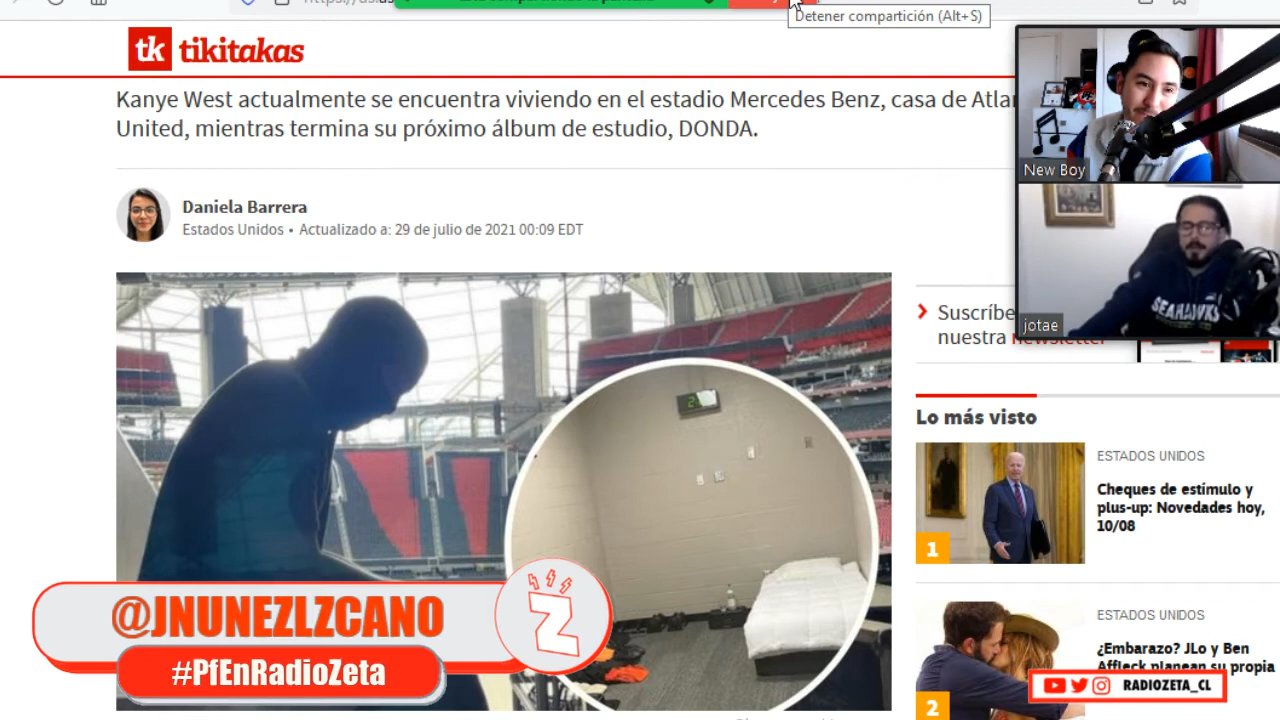 Detener compartición (Alt+S)
tk tikitakas
Kanye West actualmente se encuentra viviendo en el estadio Mercedes Benz, casa de
United, mientras termina su próximo álbum de estudio, DONDA.
Daniela Barrera
Estados Unidos • Actualizado a: 29 de julio de 2021 00:09 EDT
New Boy
SEAHAWKS
jotae
nuestra newsletter
Lo más visto
ESTADOS UNIDOS
Cheques de estímulo y
plus-up: Novedades hoy,
10/08
1
ESTADOS UNIDOS
¿Embarazo? JLo y Ben
Affleck planean su propia
2
@JNUNEZLZCANO
#PfEnRadioZeta
Z
RADIOZETA_CL